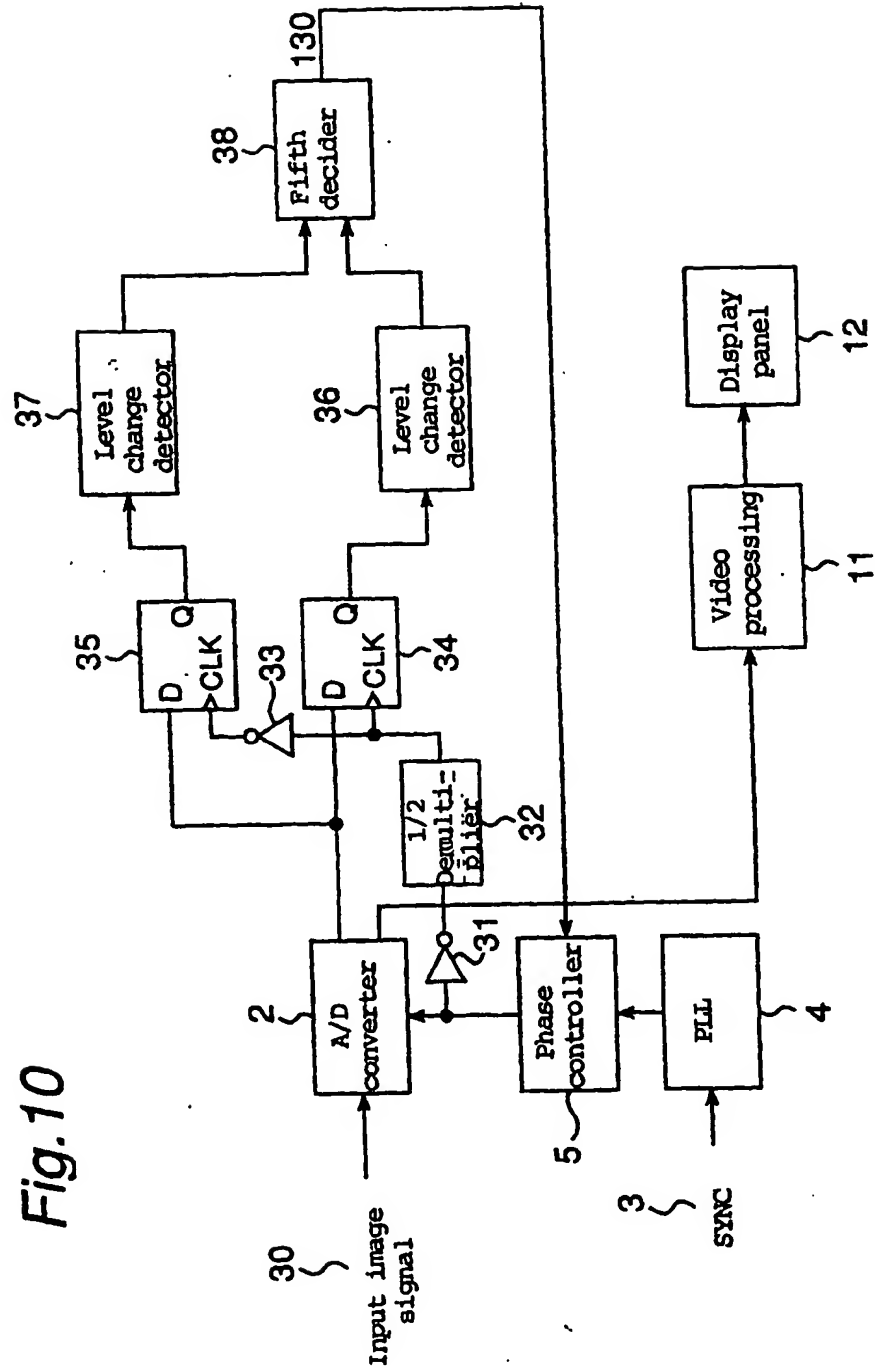 Fig.10
30
Input image
signal
2
A/D
converter
31
3
SYNC
4
PLL
5
Phase
controller
32
1/2
Demulti-
plier
33
34
D
Q
CLK
35
D
Q
CLK
36
Level
change
detector
37
Level
change
detector
38
Fifth
decider
130
11
Video
processing
12
Display
panel